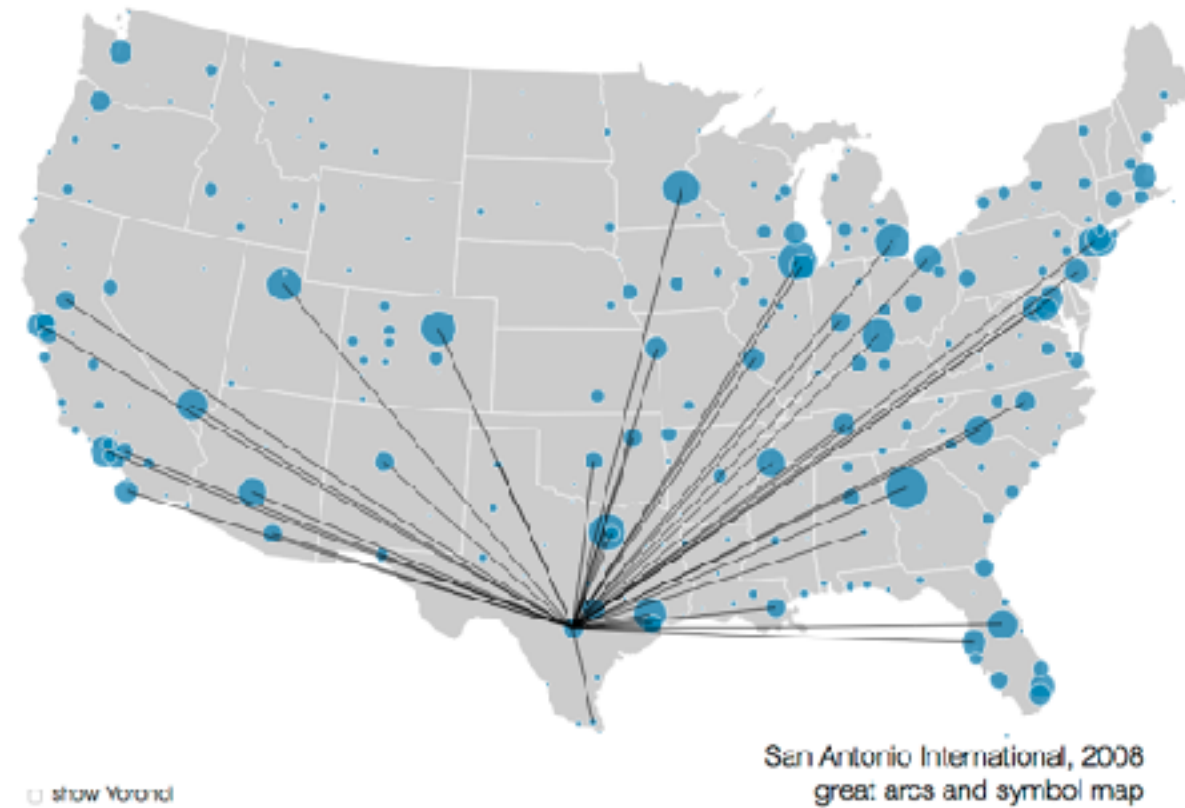 San Antonio International, 2008
great arcs and symbol map
show Voronoi